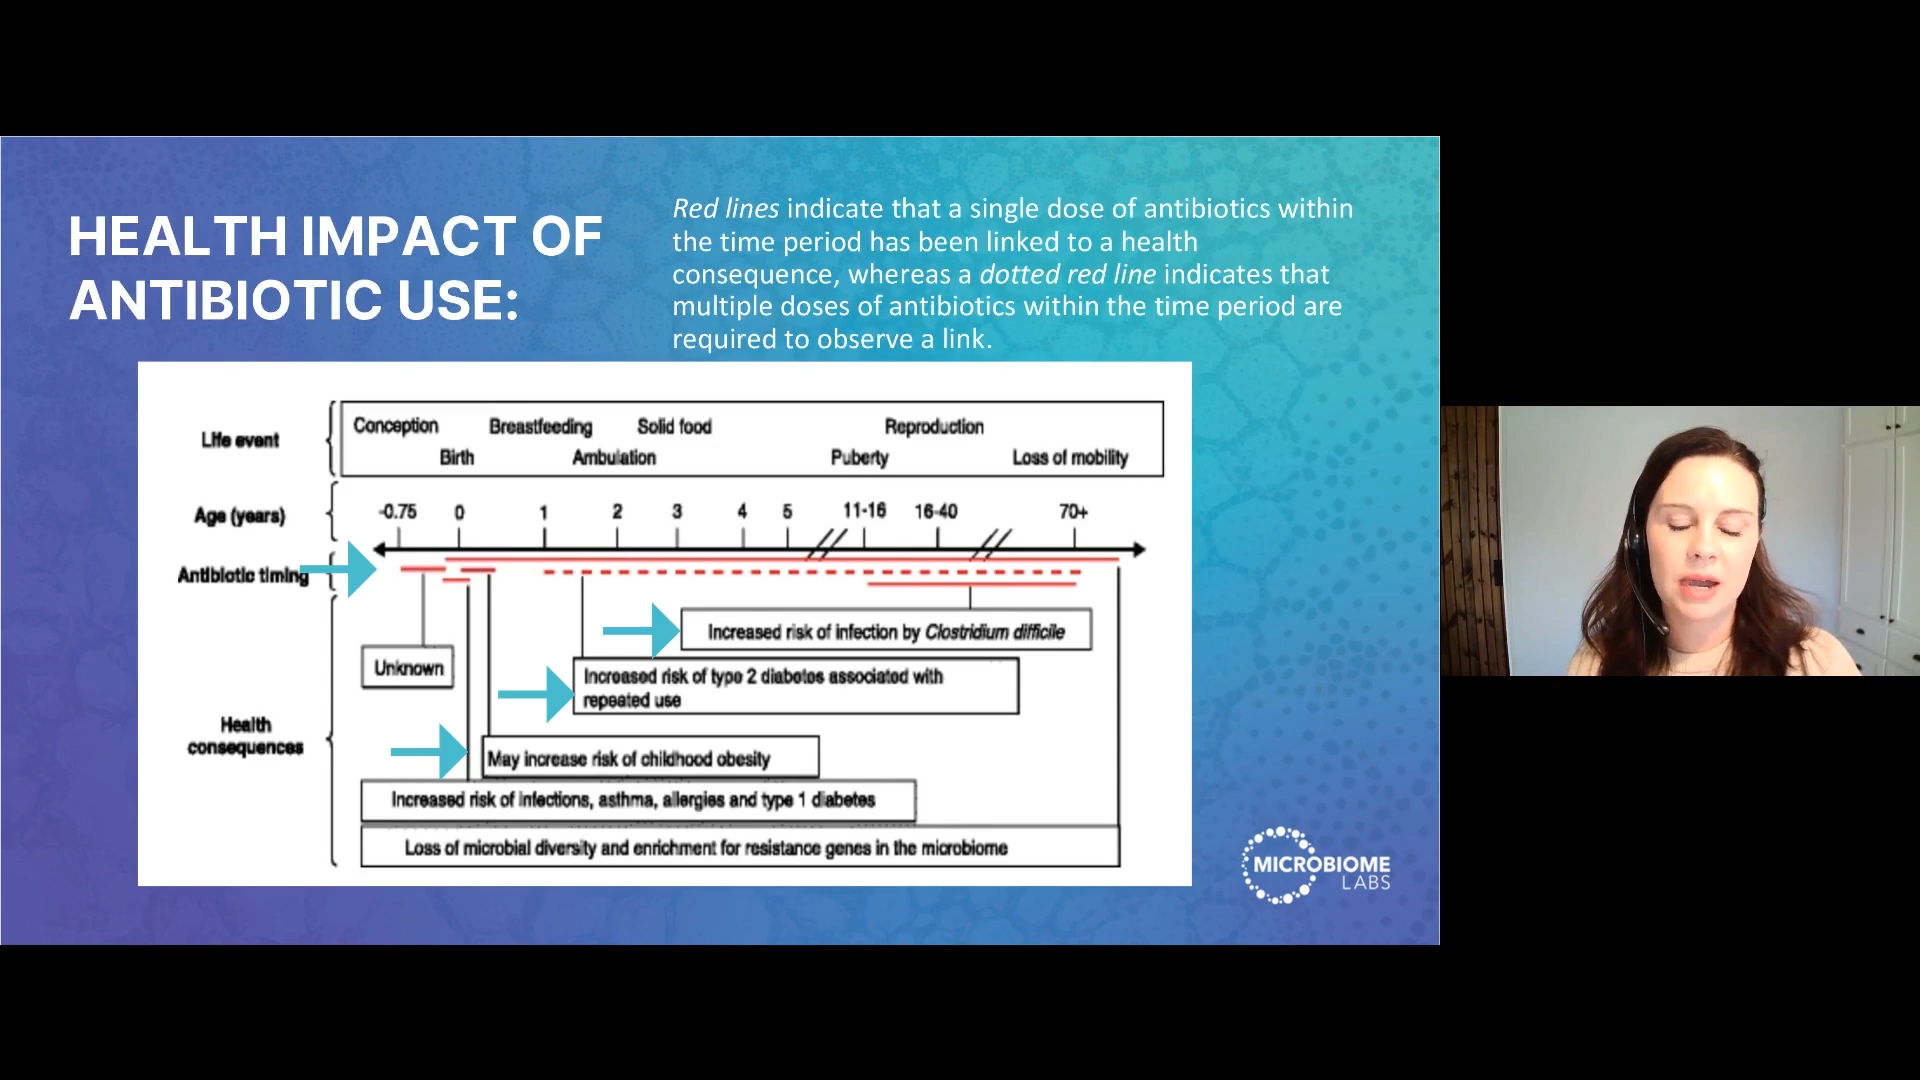 HEALTH IMPACT OF
ANTIBIOTIC USE:
Red lines indicate that a single dose of antibiotics within
the time period has been linked to a health
consequence, whereas a dotted red line indicates that
multiple doses of antibiotics within the time period are
required to observe a link.
Life event
Conception Breastfeeding Solid food Reproduction
Birth Ambulation Puberty Loss of mobility
Age (years)
-0.75 0 1 2 3 4 5 11-16 16-40 70+
Antibiotic timing
Increased risk of infection by Clostridium difficile
Unknown
Increased risk of type 2 diabetes associated with
repeated use
Health
consequences
May increase risk of childhood obesity
Increased risk of infections, asthma, allergies and type 1 diabetes
Loss of microbial diversity and enrichment for resistance genes in the microbiome
MICROBIOME
LABS